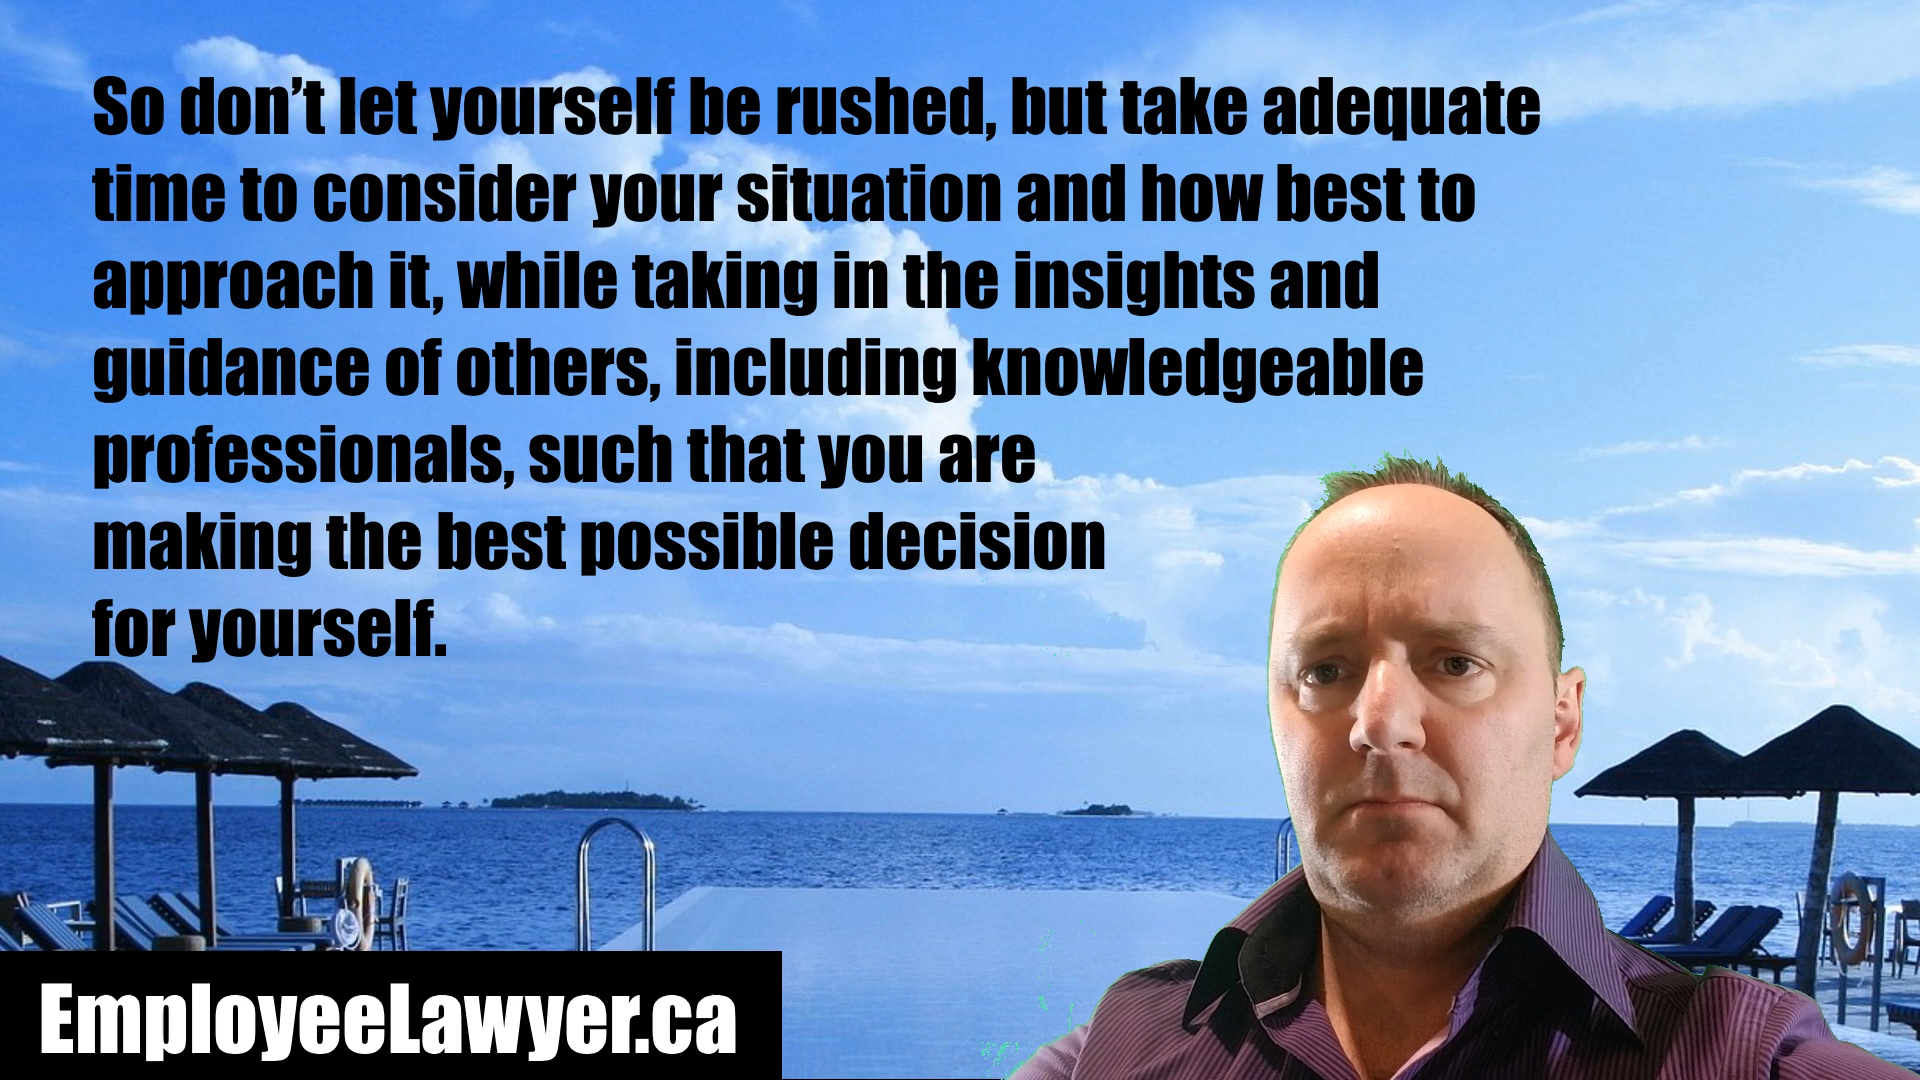 So don’t let yourself be rushed, but take adequate
time to consider your situation and how best to
approach it, while taking in the insights and
guidance of others, including knowledgeable
professionals, such that you are
making the best possible decision
for yourself.
EmployeeLawyer.ca